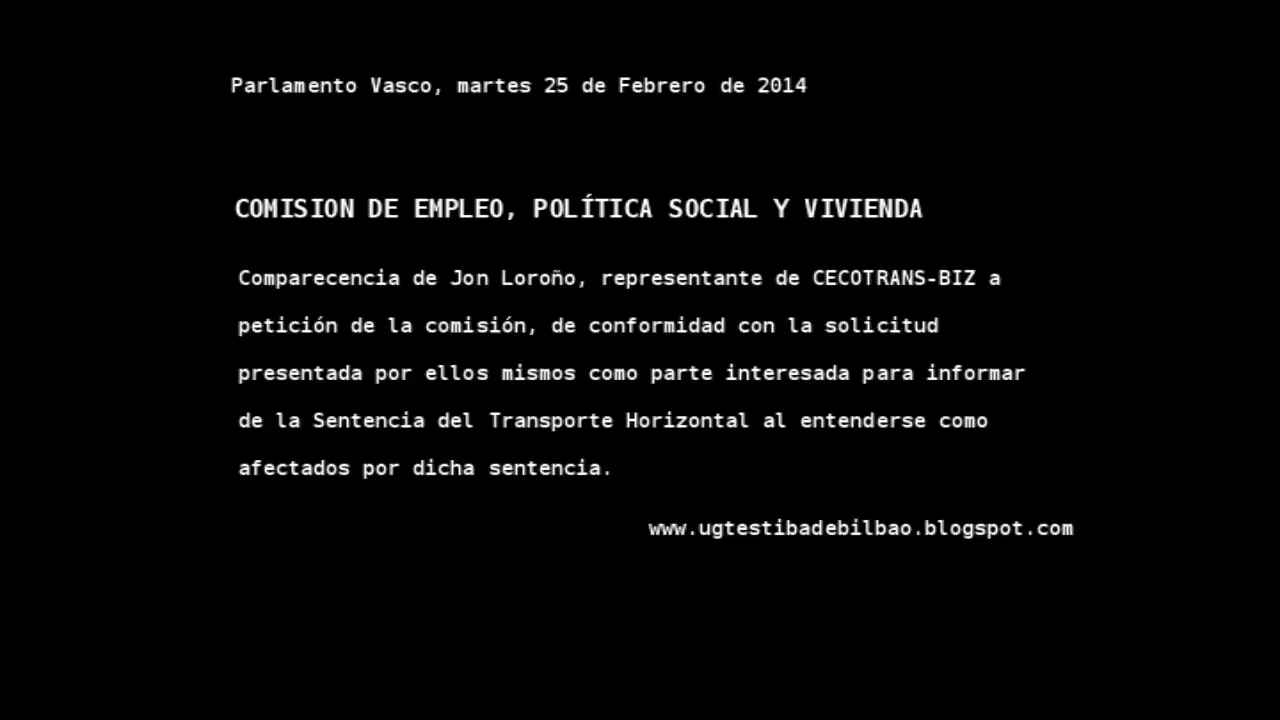 Parlamento Vasco, martes 25 de Febrero de 2014
COMISION DE EMPLEO, POLÍTICA SOCIAL Y VIVIENDA
Comparecencia de Jon Loroño, representante de CECOTRANS-BIZ a
petición de la comisión, de conformidad con la solicitud
presentada por ellos mismos como parte interesada para informar
de la Sentencia del Transporte Horizontal al entenderse como
afectados por dicha sentencia.
www.ugtestibadebilbao.blogspot.com